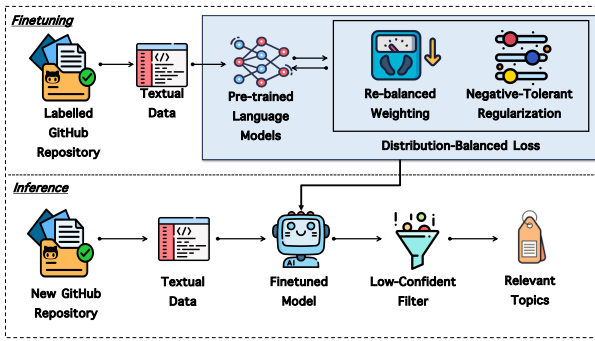 Finetuning
</>
Labelled
GitHub
Repository
Textual
Data
Pre-trained
Language
Models
Re-balanced
Weighting
Negative-Tolerant
Regularization
Distribution-Balanced Loss
Inference
</>
New GitHub
Repository
Textual
Data
AI
Finetuned
Model
! i
Low-Confident
Filter
Relevant
Topics